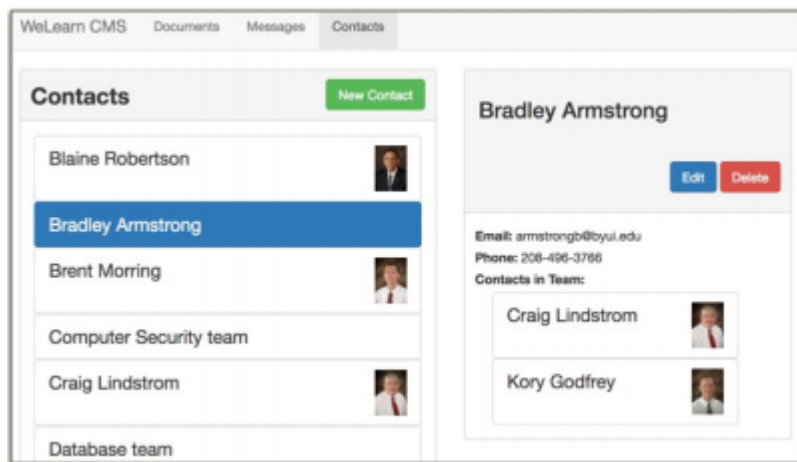 WeLearn CMS Documents Messages Contacts
Contacts
New Contact
Blaine Robertson
Bradley Armstrong
Brent Morring
Computer Security team
Craig Lindstrom
Database team
Bradley Armstrong
Edit Delete
Email: armstrongb@byui.edu
Phone: 208-496-3766
Contacts in Team:
Craig Lindstrom
Kory Godfrey